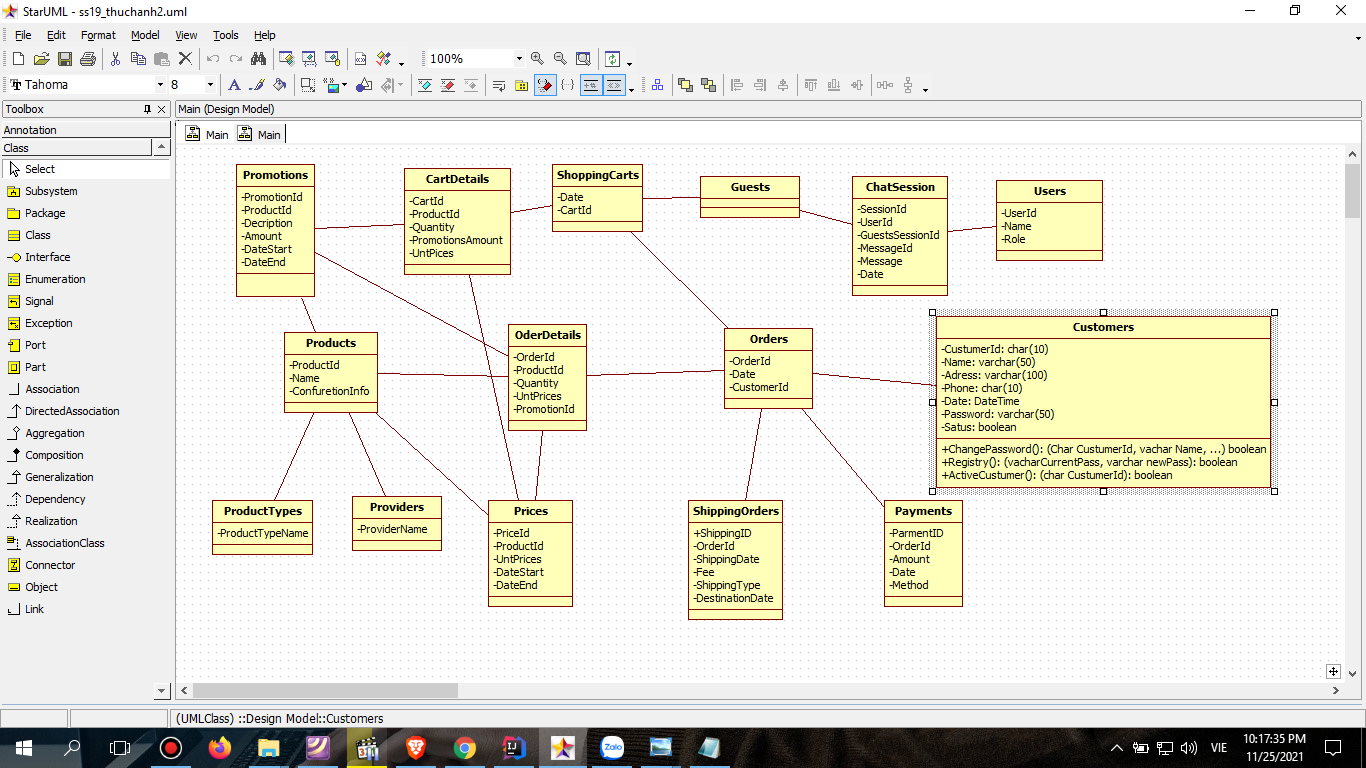 StarUML - ss19_thuchanh2.uml
File Edit Format Model View Tools Help
100%
Tahoma 8
Toolbox
Main (Design Model)
Annotation
Class
Select
Subsystem
Package
Class
Interface
Enumeration
Signal
Exception
Port
Part
Association
DirectedAssociation
Aggregration
Composition
Generalization
Dependency
Realization
AssociationClass
Connector
Object
Link
Main Main
Promotions
-PromotionId
-ProductId
-Decription
-Amount
-DateStart
-DateEnd
CartDetails
-CartId
-ProductId
-Quantity
-PromotionsAmount
-UntPices
ShoppingCarts
-Date
-CartId
Guests
ChatSession
-SessionId
-UserId
-GuestsSessionId
-MessageId
-Message
-Date
Users
-UserId
-Name
-Role
Products
-ProductId
-Name
-ConfuretionInfo
OderDetails
-OrderId
-ProductId
-Quantity
-UntPrices
-PromotionId
Orders
-OrderId
-Date
-CustomerId
Customers
-CustumerId: char(10)
-Name: varchar(50)
-Adress: varchar(100)
-Phone: char(10)
-Date: DateTime
-Password: varchar(50)
-Satus: boolean
+ChangePassword(): (Char CustumerId, vachar Name, ...) boolean
+Registry(): (vacharCurrentPass, varchar newPass): boolean
+ActiveCustumer(): (char CustumerId): boolean
ProductTypes
-ProductTypeName
Providers
-ProviderName
Prices
-PriceId
-ProductId
-UntPrices
-DateStart
-DateEnd
ShippingOrders
+ShippingID
-OrderId
-ShippingDate
-Fee
-ShippingType
-DestinationDate
Payments
-ParmentID
-OrderId
-Amount
-Date
-Method
(UMLClass) ::Design Model::Customers
Zalo
VIE
10:17:35 PM
11/25/2021